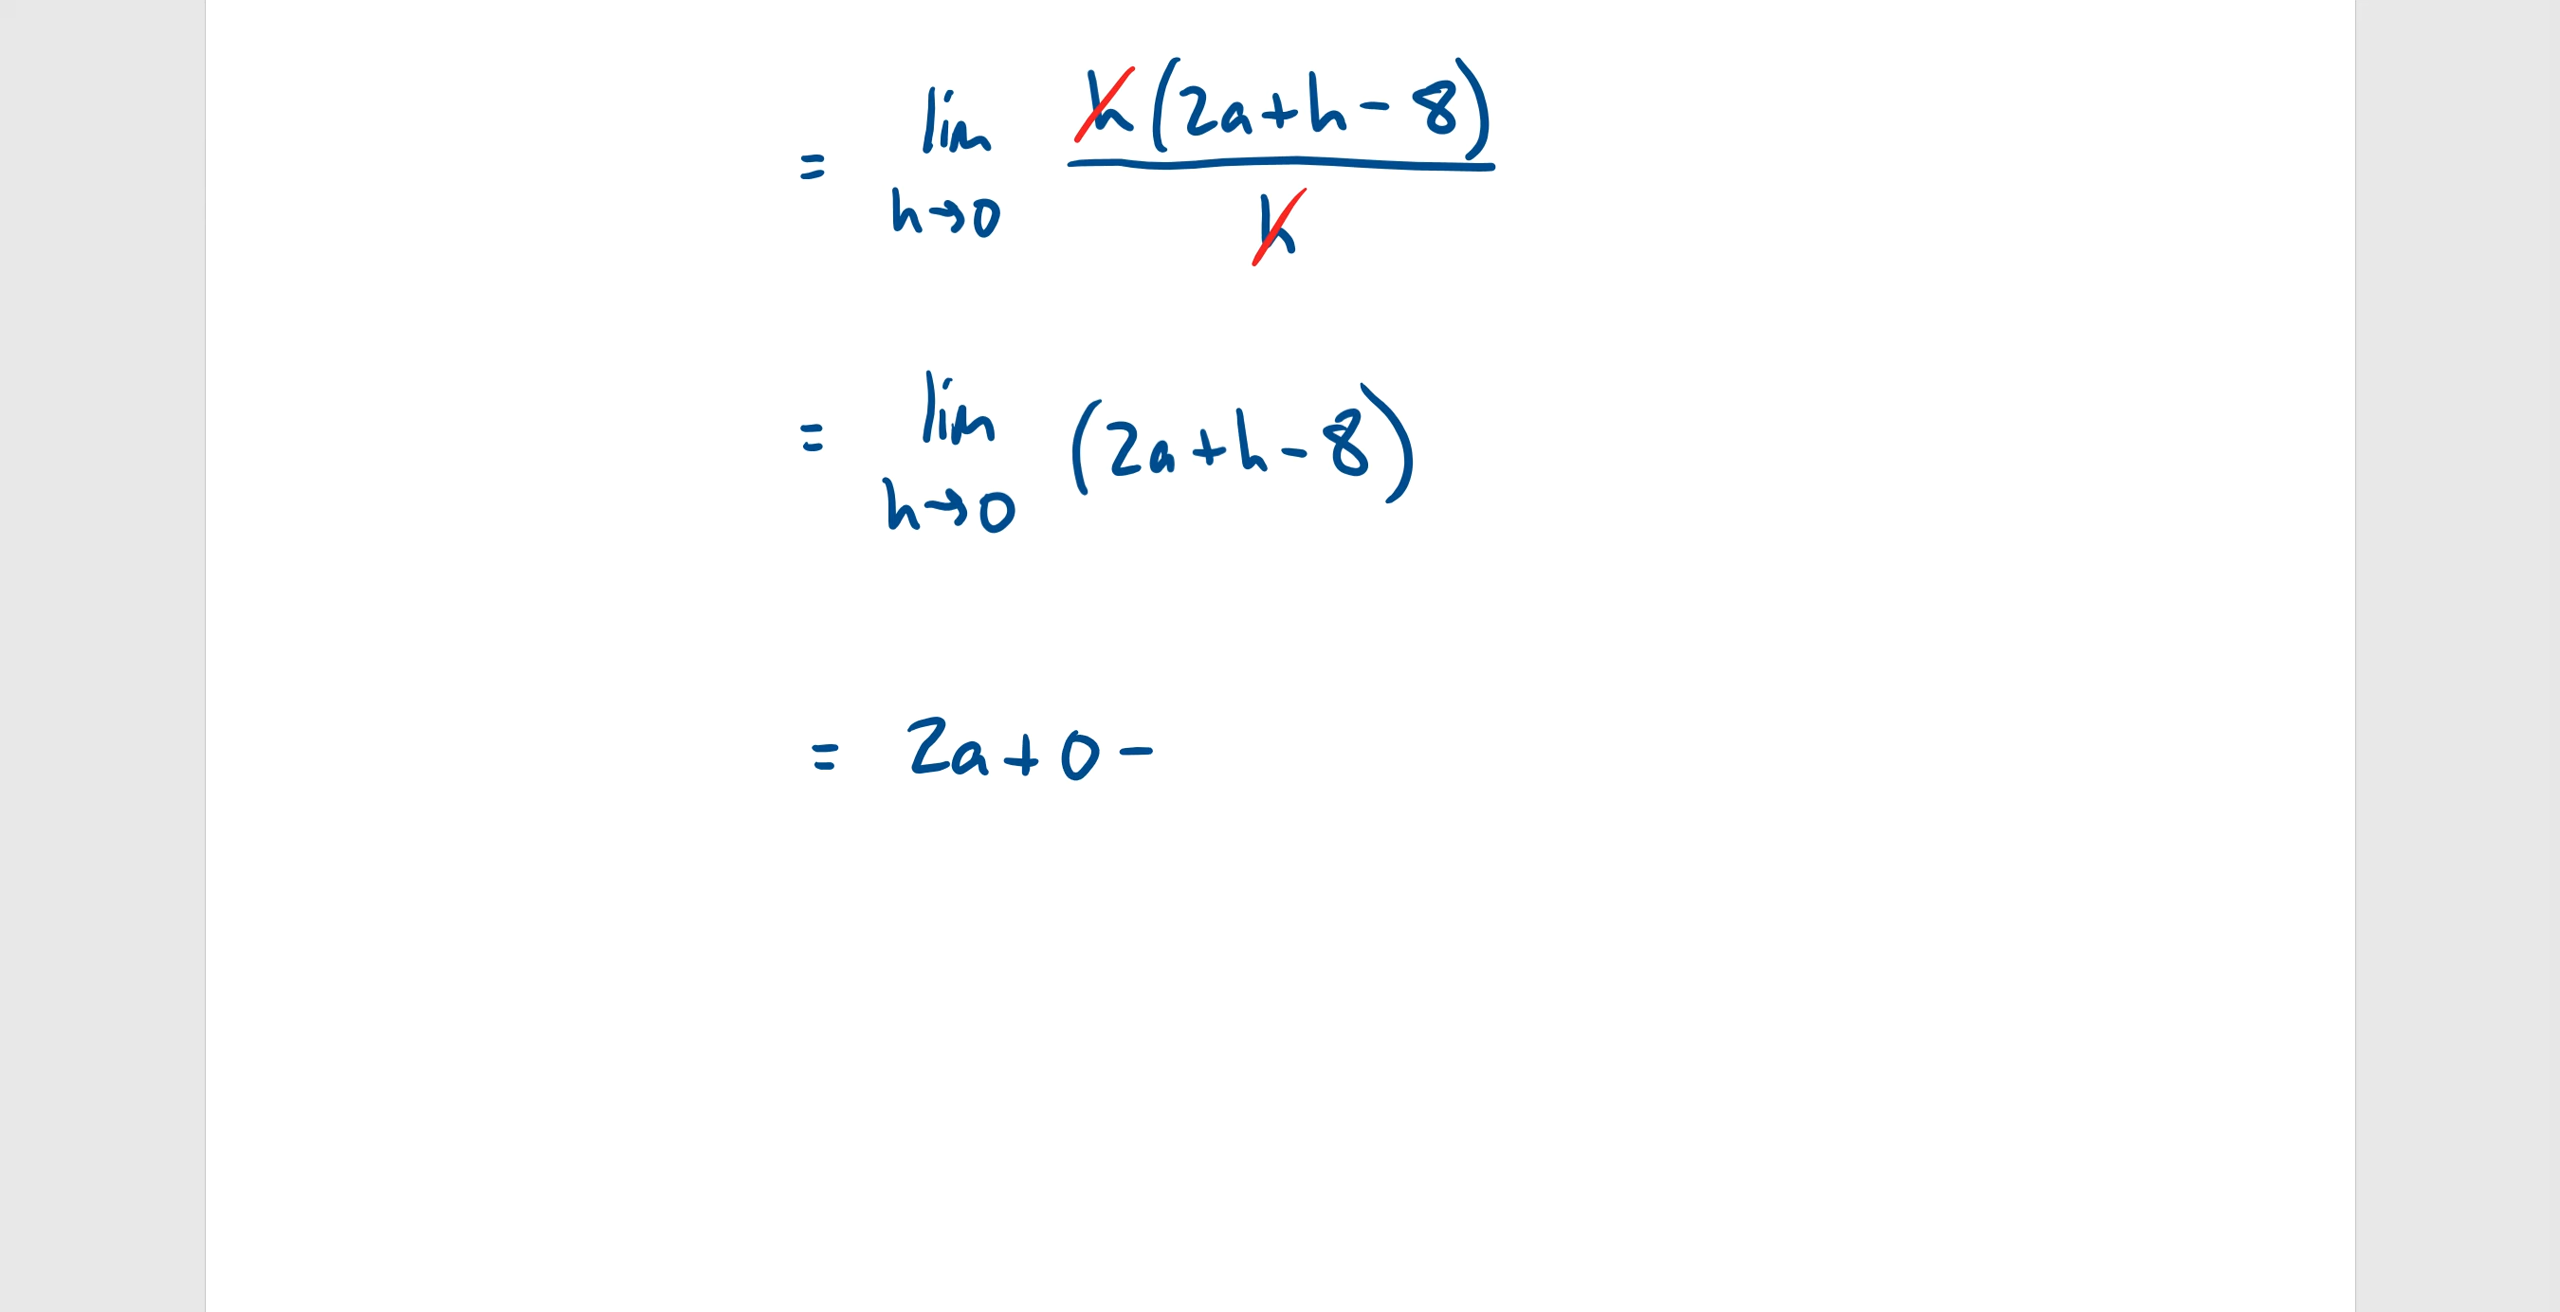 = lim h→0 h(2a+h-8)/h
= lim h→0 (2a+h-8)
= 2a+0-